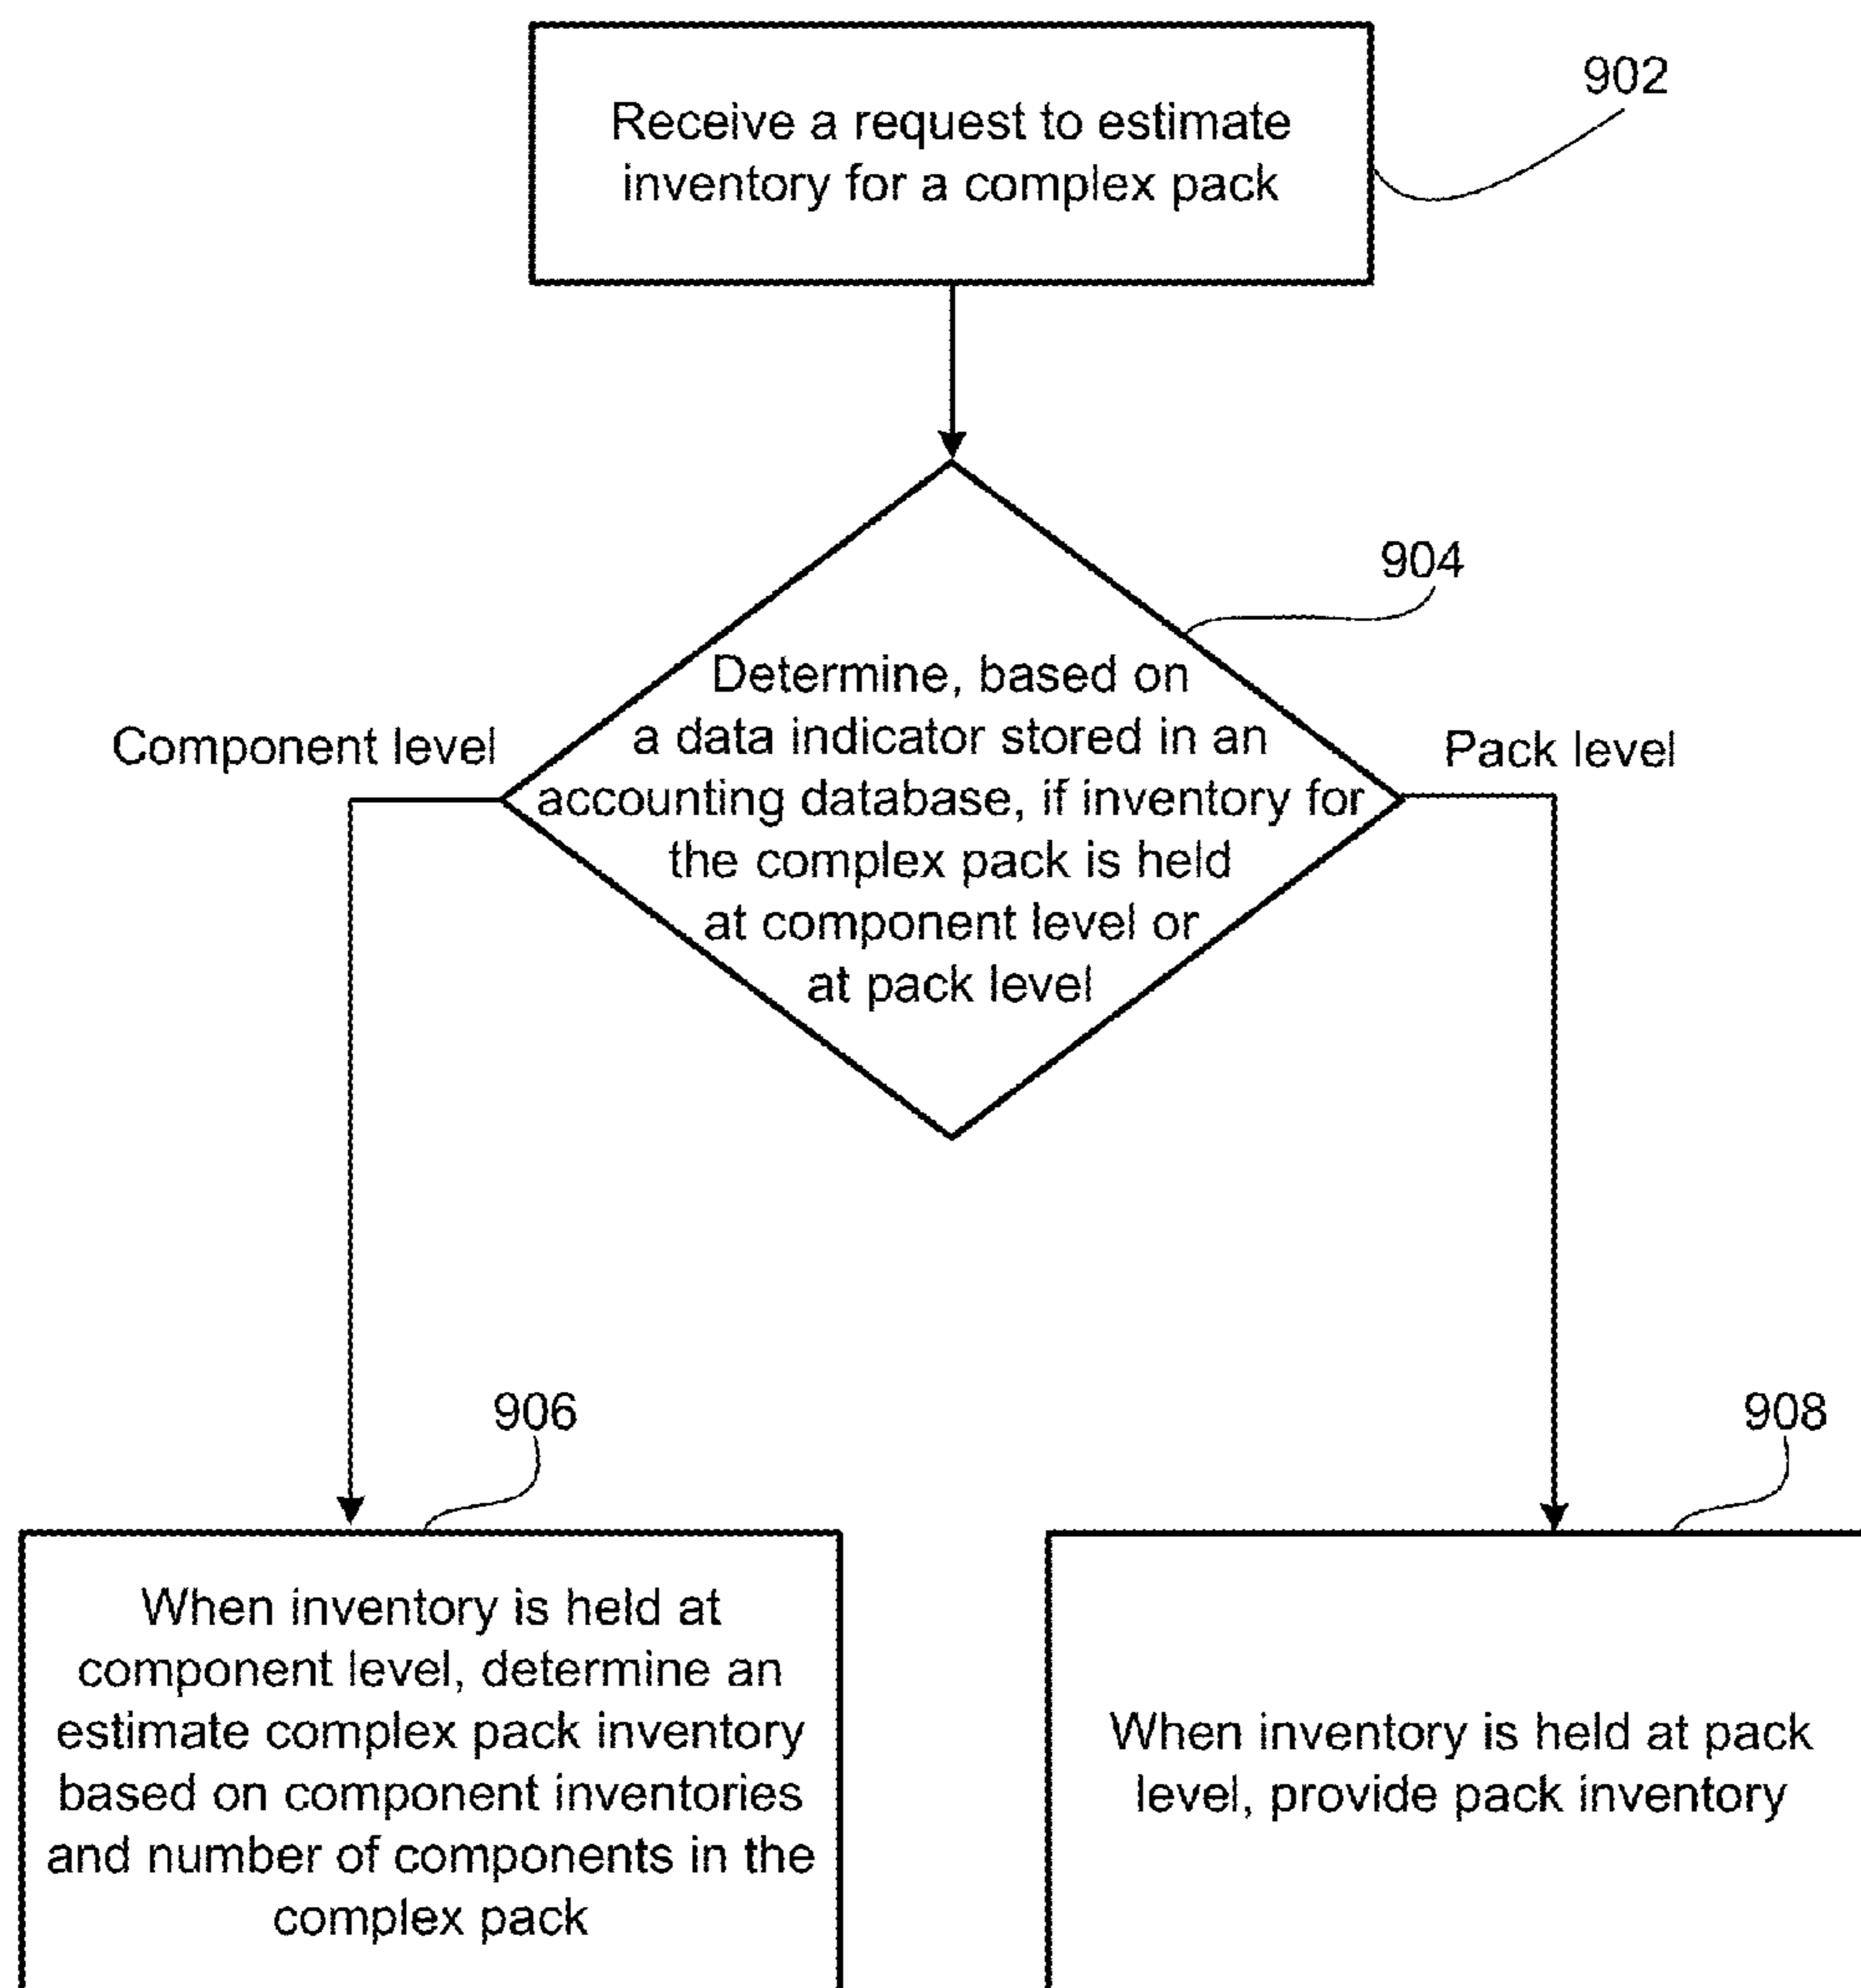 902
Receive a request to estimate
inventory for a complex pack
904
Determine, based on
a data indicator stored in an
accounting database, if inventory for
the complex pack is held
at component level or
at pack level
Component level
Pack level
906
When inventory is held at
component level, determine an
estimate complex pack inventory
based on component inventories
and number of components in the
complex pack
908
When inventory is held at pack
level, provide pack inventory